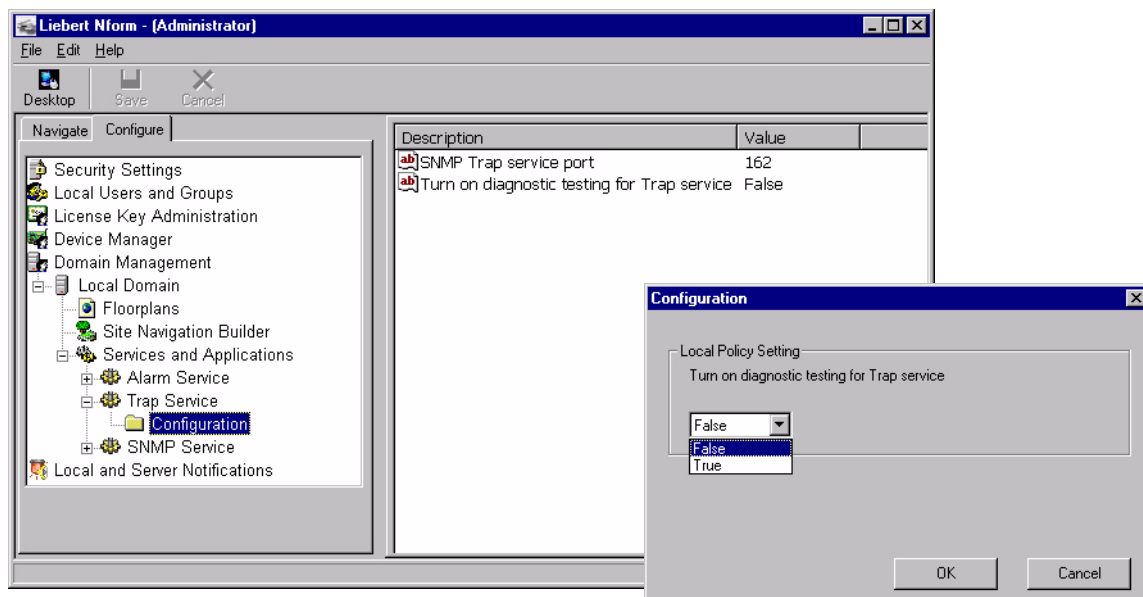 Liebert Nform - (Administrator)
File Edit Help
Desktop Save Cancel
Navigate Configure
Security Settings
Local Users and Groups
License Key Administration
Device Manager
Domain Management
Local Domain
Floorplans
Site Navigation Builder
Services and Applications
Alarm Service
Trap Service
Configuration
SNMP Service
Local and Server Notifications
Description Value
SNMP Trap service port 162
Turn on diagnostic testing for Trap service False
Configuration
Local Policy Setting
Turn on diagnostic testing for Trap service
False
False
True
OK Cancel